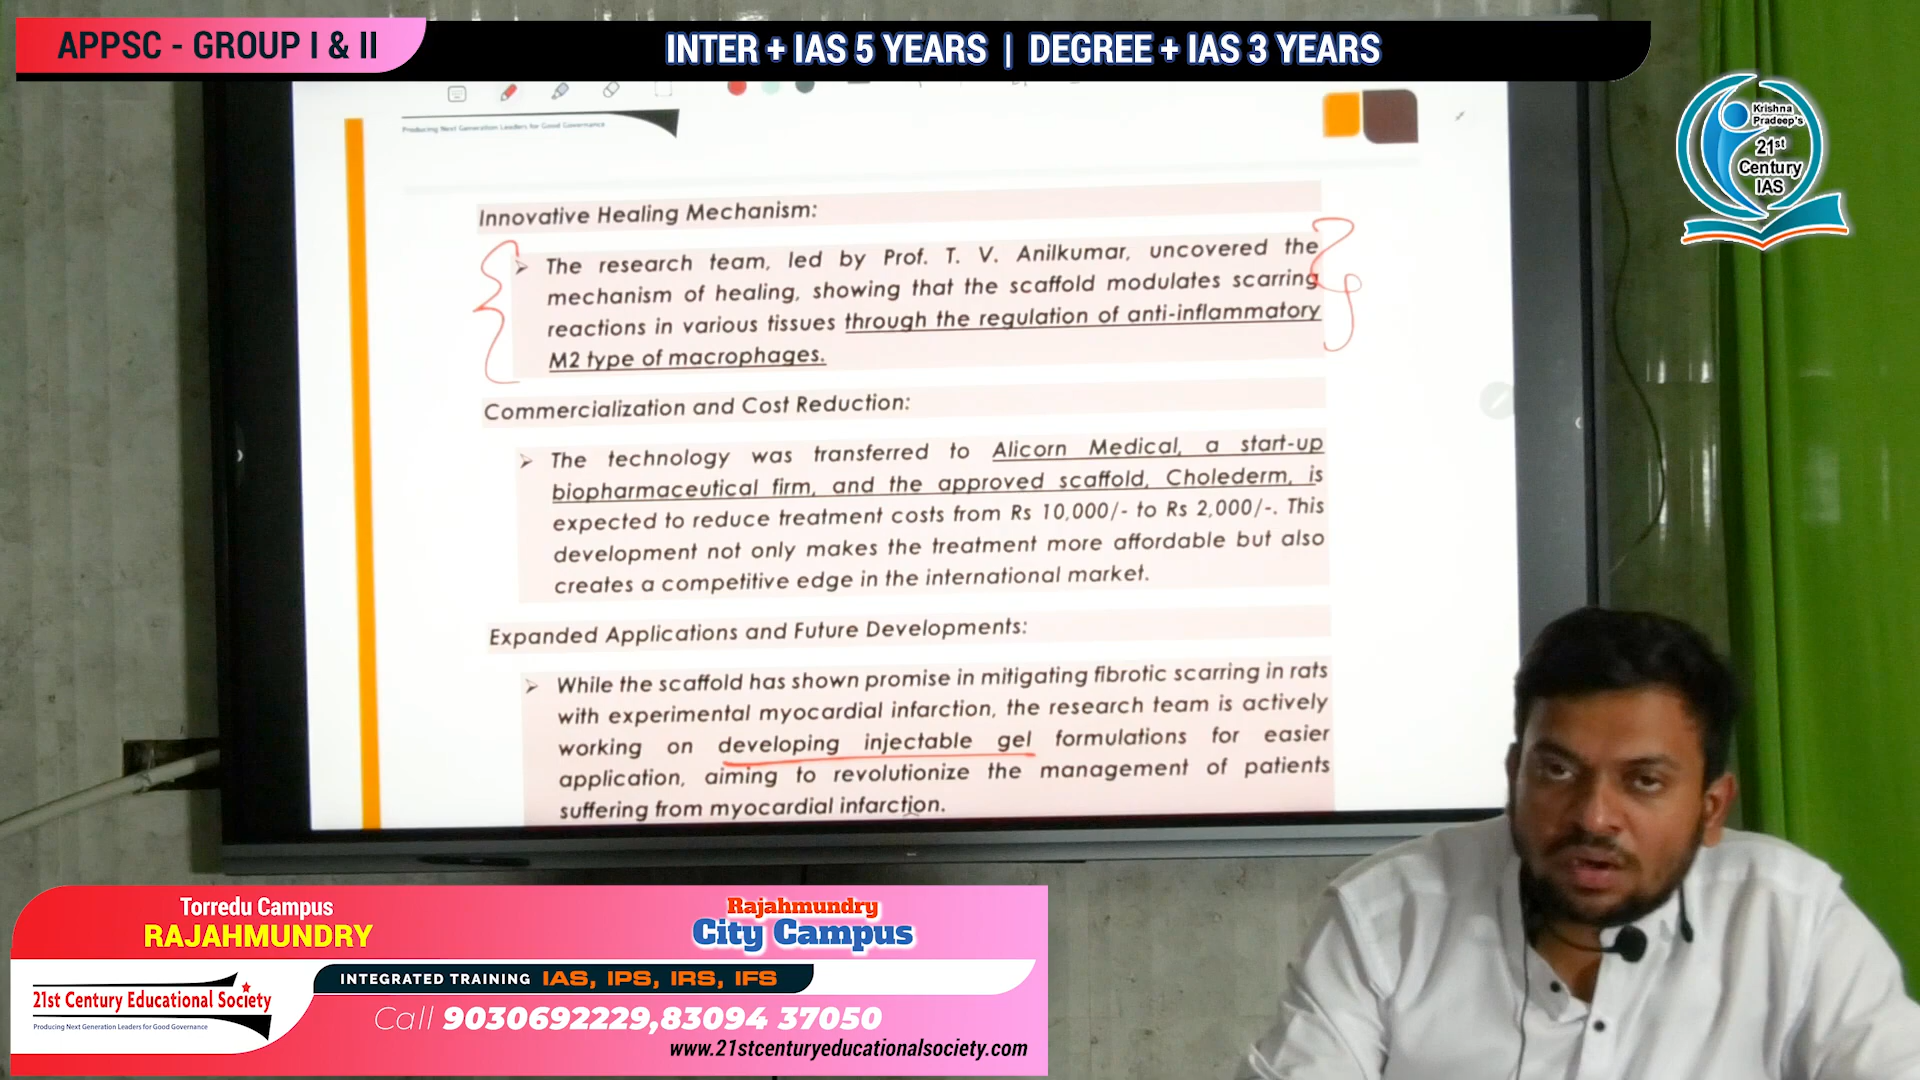 APPSC - GROUP I & II
INTER + IAS 5 YEARS | DEGREE + IAS 3 YEARS
Krishna
Pradeep's
21st
Century
IAS
Producing Next Generation Leaders for Good Governance
Innovative Healing Mechanism:
➢ The research team, led by Prof. T. V. Anilkumar, uncovered the
mechanism of healing, showing that the scaffold modulates scarring
reactions in various tissues through the regulation of anti-inflammatory
M2 type of macrophages.
Commercialization and Cost Reduction:
➢ The technology was transferred to Alicorn Medical, a start-up
biopharmaceutical firm, and the approved scaffold, Cholederm, is
expected to reduce treatment costs from Rs 10,000/- to Rs 2,000/-. This
development not only makes the treatment more affordable but also
creates a competitive edge in the international market.
Expanded Applications and Future Developments:
➢ While the scaffold has shown promise in mitigating fibrotic scarring in rats
with experimental myocardial infarction, the research team is actively
working on developing injectable gel formulations for easier
application, aiming to revolutionize the management of patients
suffering from myocardial infarction.
Torredu Campus
RAJAHMUNDRY
Rajahmundry
City Campus
21st Century Educational Society
Producing Next Generation Leaders for Good Governance
INTEGRATED TRAINING IAS, IPS, IRS, IFS
Call 9030692229,83094 37050
www.21stcenturyeducationalsociety.com